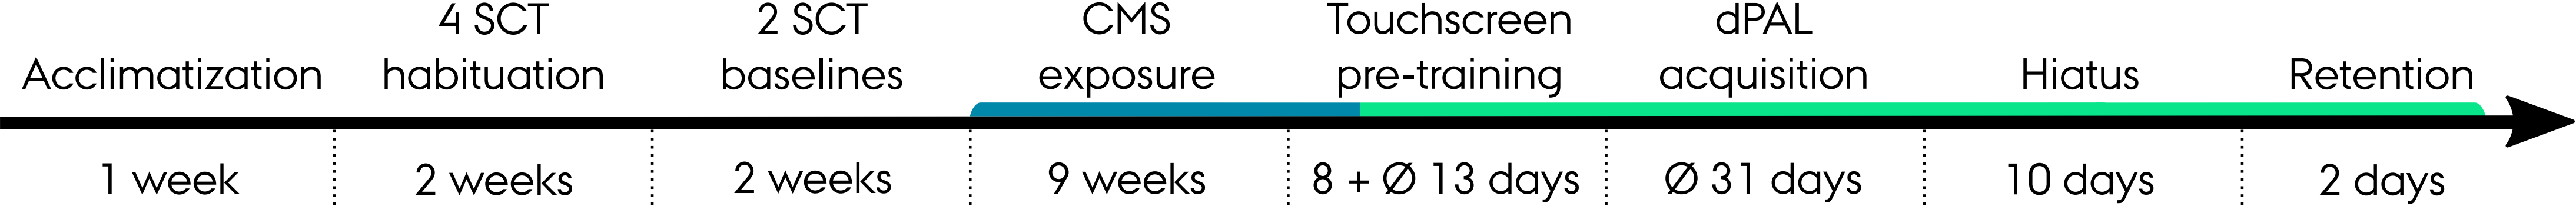 Acclimatization
4 SCT
habituation
2 SCT
baselines
CMS
exposure
Touchscreen
pre-training
dPAL
acquisition
Hiatus
Retention
1 week
2 weeks
2 weeks
9 weeks
8 + Ø 13 days
Ø 31 days
10 days
2 days